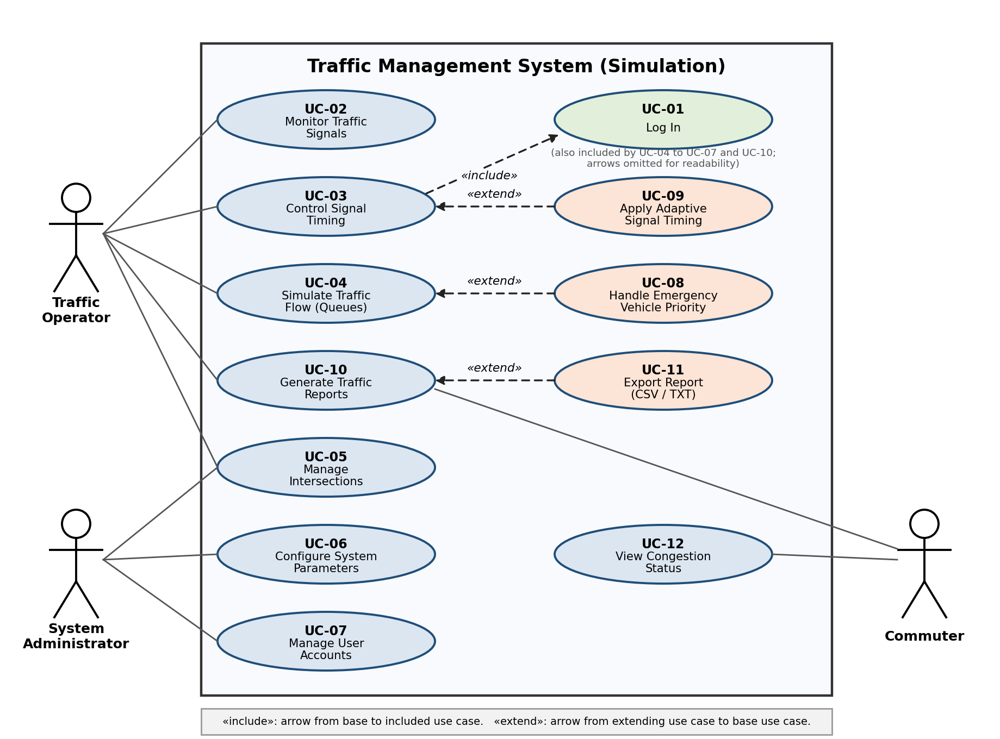 Traffic Management System (Simulation)
UC-02
Monitor Traffic
Signals
UC-01
Log In
(also included by UC-04 to UC-07 and UC-10;
arrows omitted for readability)
«include»
UC-03
Control Signal
Timing
«extend»
UC-09
Apply Adaptive
Signal Timing
UC-04
Simulate Traffic
Flow (Queues)
«extend»
UC-08
Handle Emergency
Vehicle Priority
Traffic
Operator
UC-10
Generate Traffic
Reports
«extend»
UC-11
Export Report
(CSV / TXT)
UC-05
Manage
Intersections
UC-06
Configure System
Parameters
UC-12
View Congestion
Status
System
Administrator
UC-07
Manage User
Accounts
Commuter
«include»: arrow from base to included use case. «extend»: arrow from extending use case to base use case.